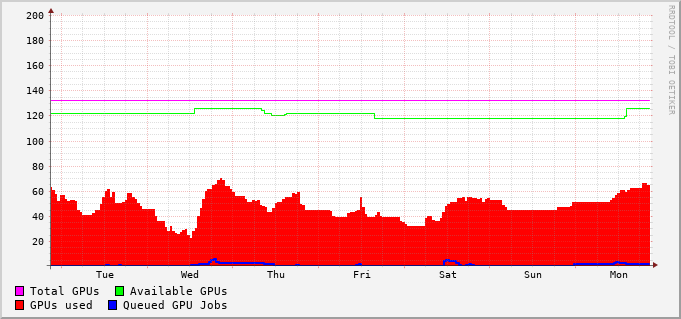 200
180
160
140
120
100
80
60
40
20
Tue Wed Thu Fri Sat Sun Mon
Total GPUs Available GPUs
GPUs used Queued GPU Jobs
RRDTOOL / TOBI OETIKER